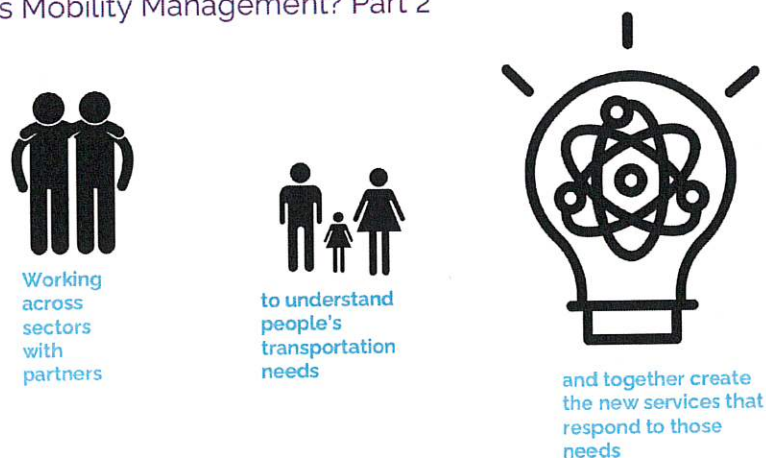 s Mobility Management? Part 2
Working
across
sectors
with
partners
to understand
people's
transportation
needs
and together create
the new services that
respond to those
needs